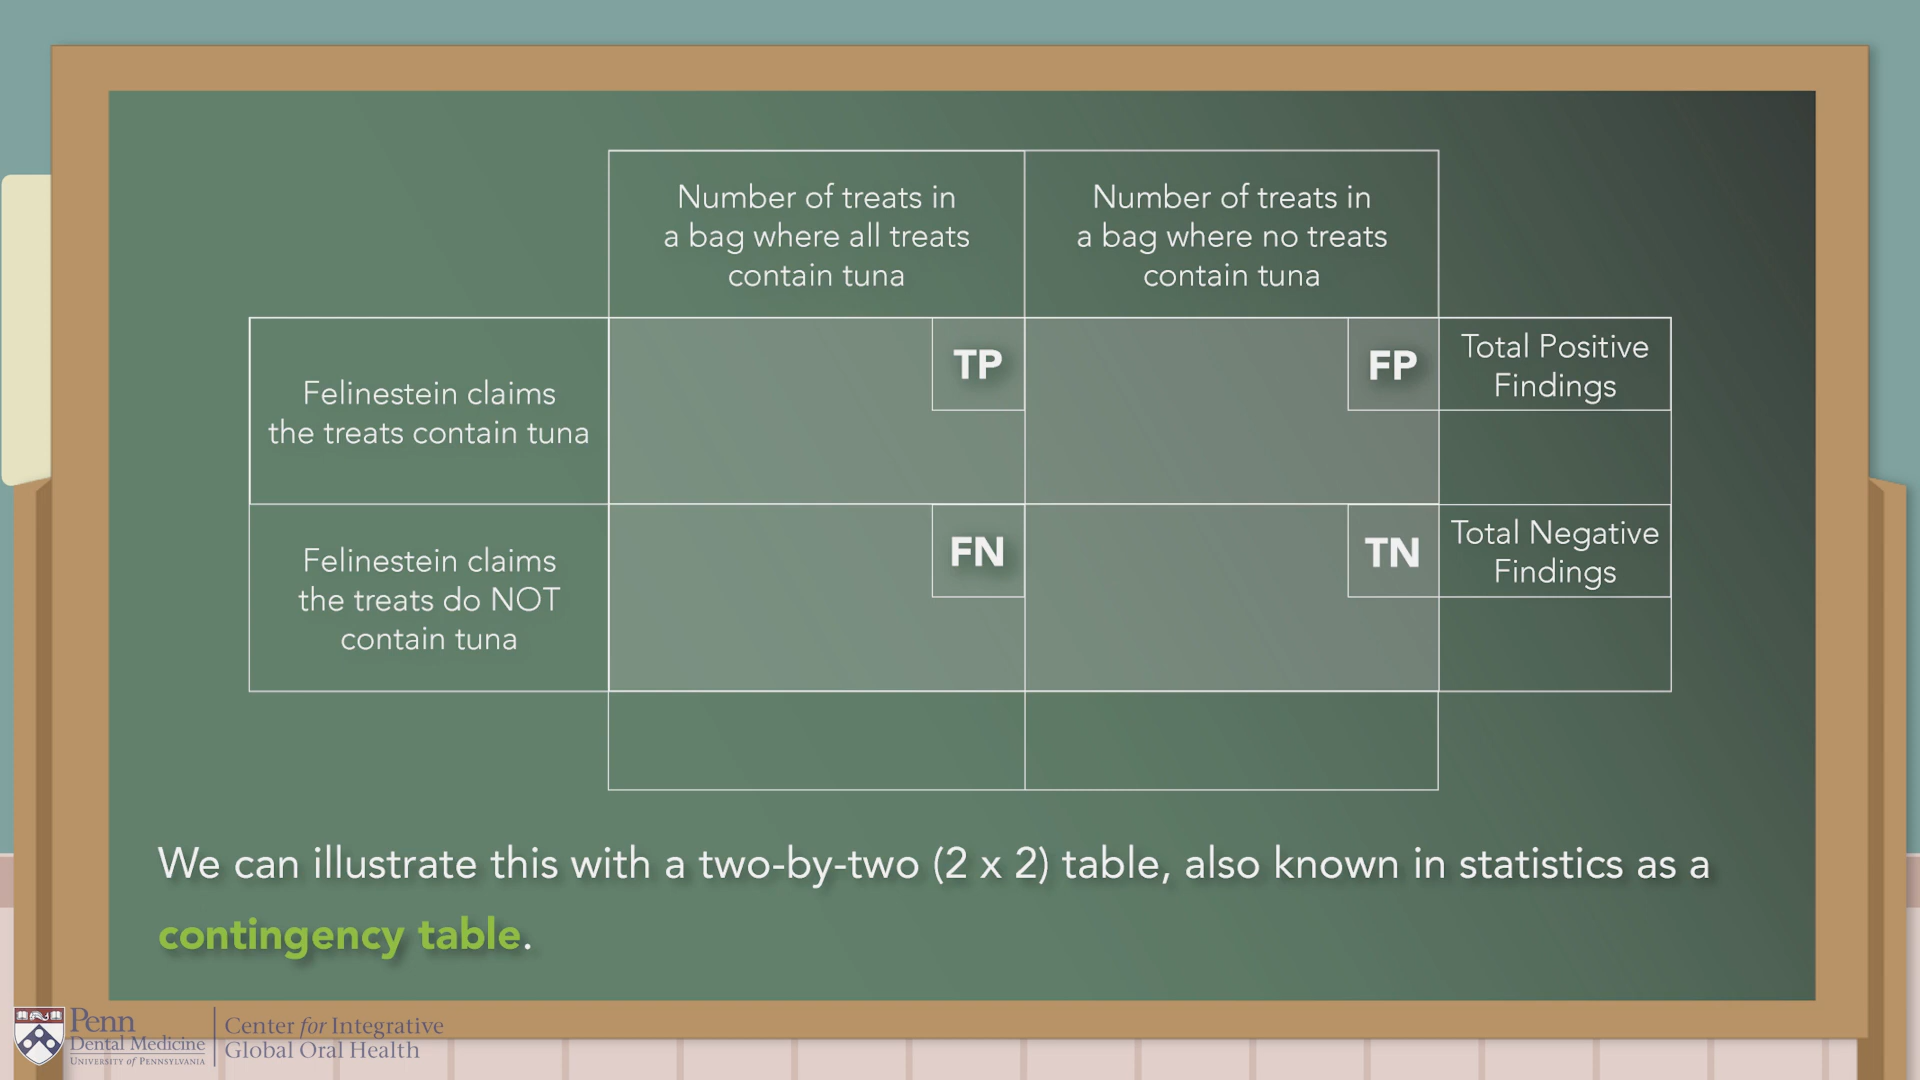 Number of treats in
a bag where all treats
contain tuna
Number of treats in
a bag where no treats
contain tuna
Felinestein claims
the treats contain tuna
TP
FP
Total Positive
Findings
Felinestein claims
the treats do NOT
contain tuna
FN
TN
Total Negative
Findings
We can illustrate this with a two-by-two (2 x 2) table, also known in statistics as a
contingency table.
Penn
Dental Medicine
University of Pennsylvania
Center for Integrative
Global Oral Health